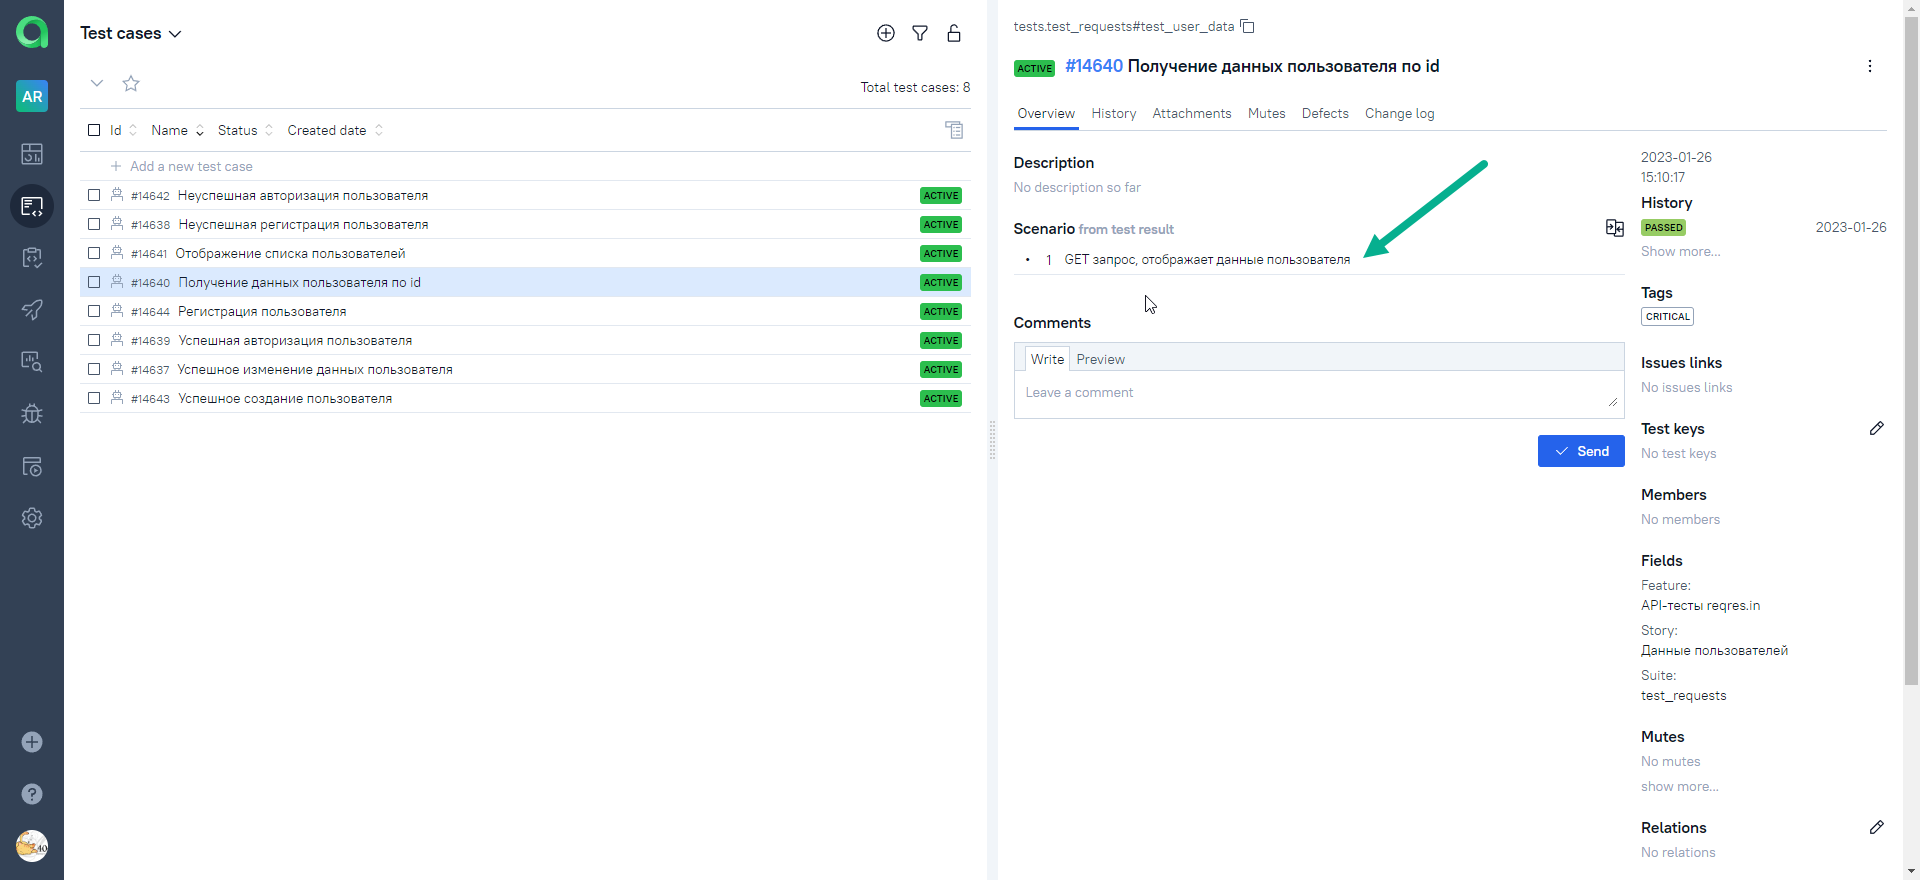 Test cases
AR
Total test cases: 8
Id Name Status Created date
Add a new test case
#14642 Неуспешная авторизация пользователя ACTIVE
#14638 Неуспешная регистрация пользователя ACTIVE
#14641 Отображение списка пользователей ACTIVE
#14640 Получение данных пользователя по id ACTIVE
#14644 Регистрация пользователя ACTIVE
#14639 Успешная авторизация пользователя ACTIVE
#14637 Успешное изменение данных пользователя ACTIVE
#14643 Успешное создание пользователя ACTIVE
tests.test_requests#test_user_data
ACTIVE #14640 Получение данных пользователя по id
Overview History Attachments Mutes Defects Change log
Description
No description so far
Scenario from test result
• 1 GET запрос, отображает данные пользователя
Comments
Write Preview
Leave a comment
Send
2023-01-26
15:10:17
History
PASSED 2023-01-26
Show more...
Tags
CRITICAL
Issues links
No issues links
Test keys
No test keys
Members
No members
Fields
Feature:
API-тесты reqres.in
Story:
Данные пользователей
Suite:
test_requests
Mutes
No mutes
show more...
Relations
No relations